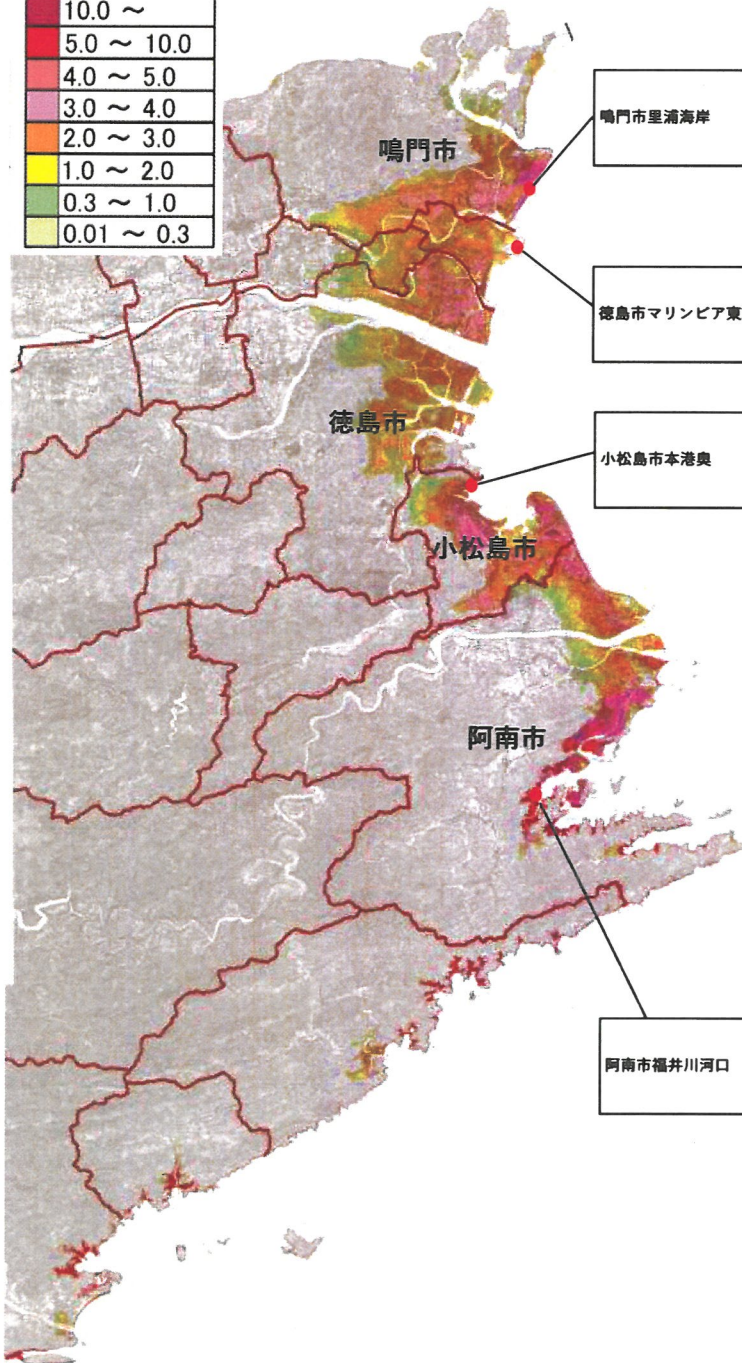 10.0 ～
5.0 ～ 10.0
4.0 ～ 5.0
3.0 ～ 4.0
2.0 ～ 3.0
1.0 ～ 2.0
0.3 ～ 1.0
0.01 ～ 0.3
鳴門市里浦海岸
鳴門市
徳島市マリンピア東
徳島市
小松島市本港奥
小松島市
阿南市
阿南市福井川河口